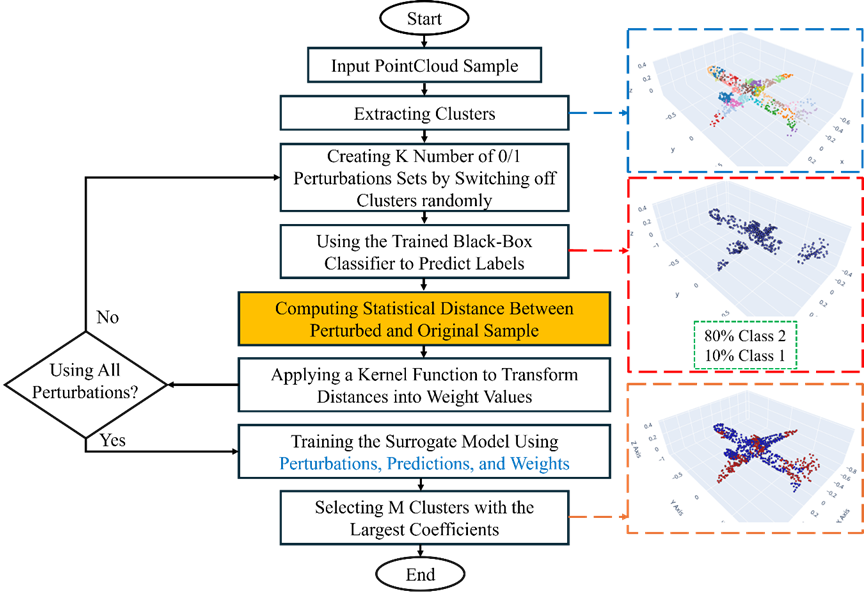 Start
Input PointCloud Sample
Extracting Clusters
Creating K Number of 0/1
Perturbations Sets by Switching off
Clusters randomly
Using the Trained Black-Box
Classifier to Predict Labels
Computing Statistical Distance Between
Perturbed and Original Sample
Applying a Kernel Function to Transform
Distances into Weight Values
No
Using All
Perturbations?
Yes
Training the Surrogate Model Using
Perturbations, Predictions, and Weights
Selecting M Clusters with the
Largest Coefficients
End
80% Class 2
10% Class 1
Z Axis
Y Axis
X Axis